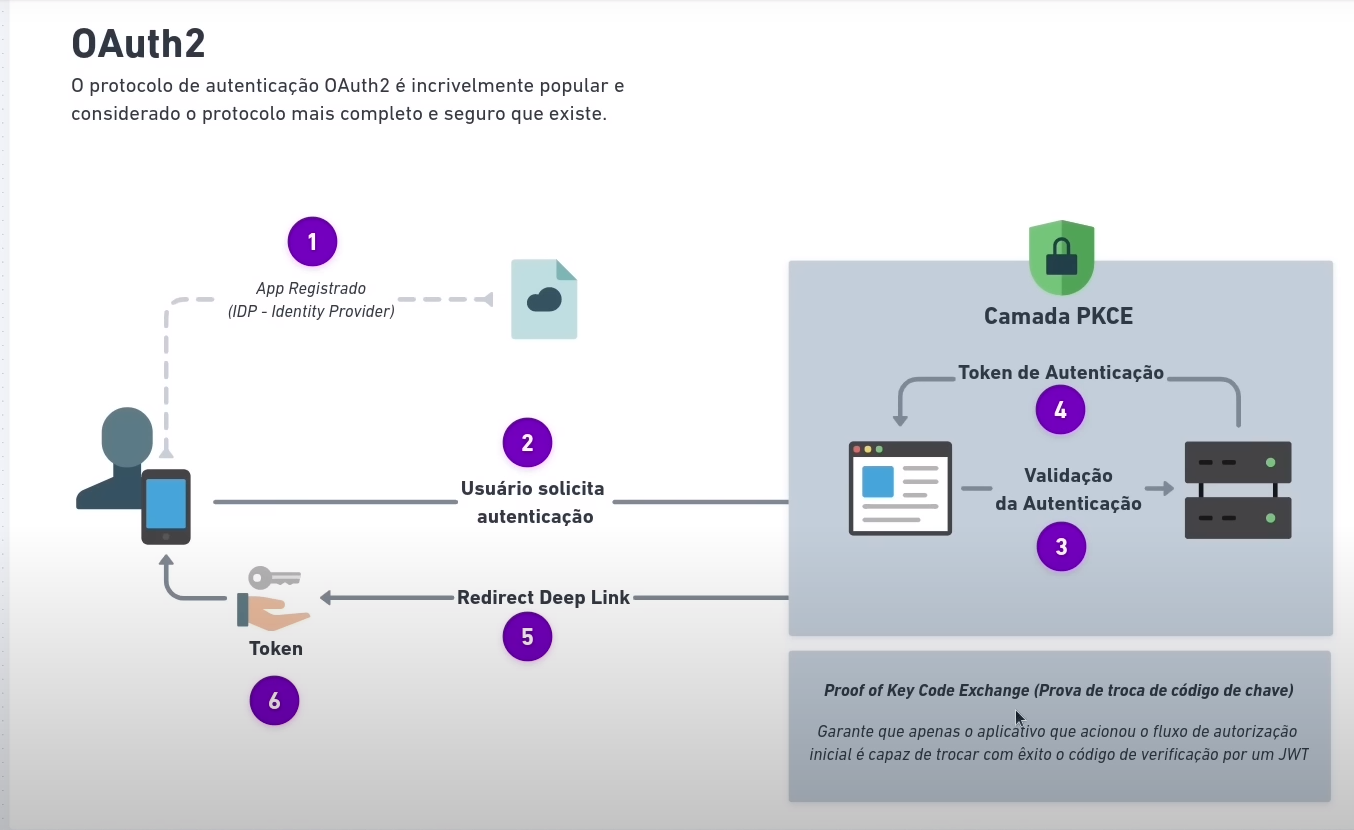 OAuth2
O protocolo de autenticação OAuth2 é incrivelmente popular e
considerado o protocolo mais completo e seguro que existe.
1
App Registrado
(IDP - Identity Provider)
Camada PKCE
Token de Autenticação
4
2
Usuário solicita
autenticação
Validação
da Autenticação
3
Redirect Deep Link
5
Token
6
Proof of Key Code Exchange (Prova de troca de código de chave)
Garante que apenas o aplicativo que acionou o fluxo de autorização
inicial é capaz de trocar com êxito o código de verificação por um JWT